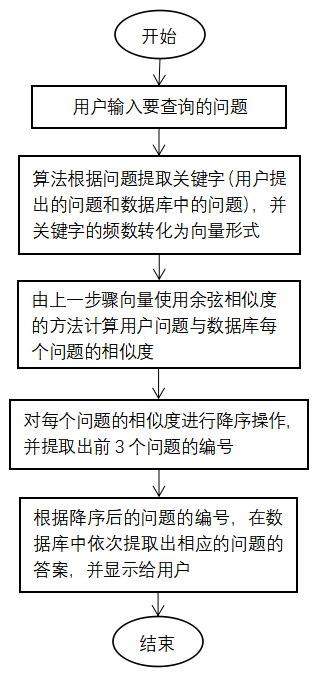 开始
用户输入要查询的问题
算法根据问题提取关键字(用户提
出的问题和数据库中的问题)，并
关键字的频数转化为向量形式
由上一步骤向量使用余弦相似度
的方法计算用户问题与数据库每
个问题的相似度
对每个问题的相似度进行降序操作,
并提取出前3个问题的编号
根据降序后的问题的编号，在数
据库中依次提取出相应的问题的
答案，并显示给用户
结束